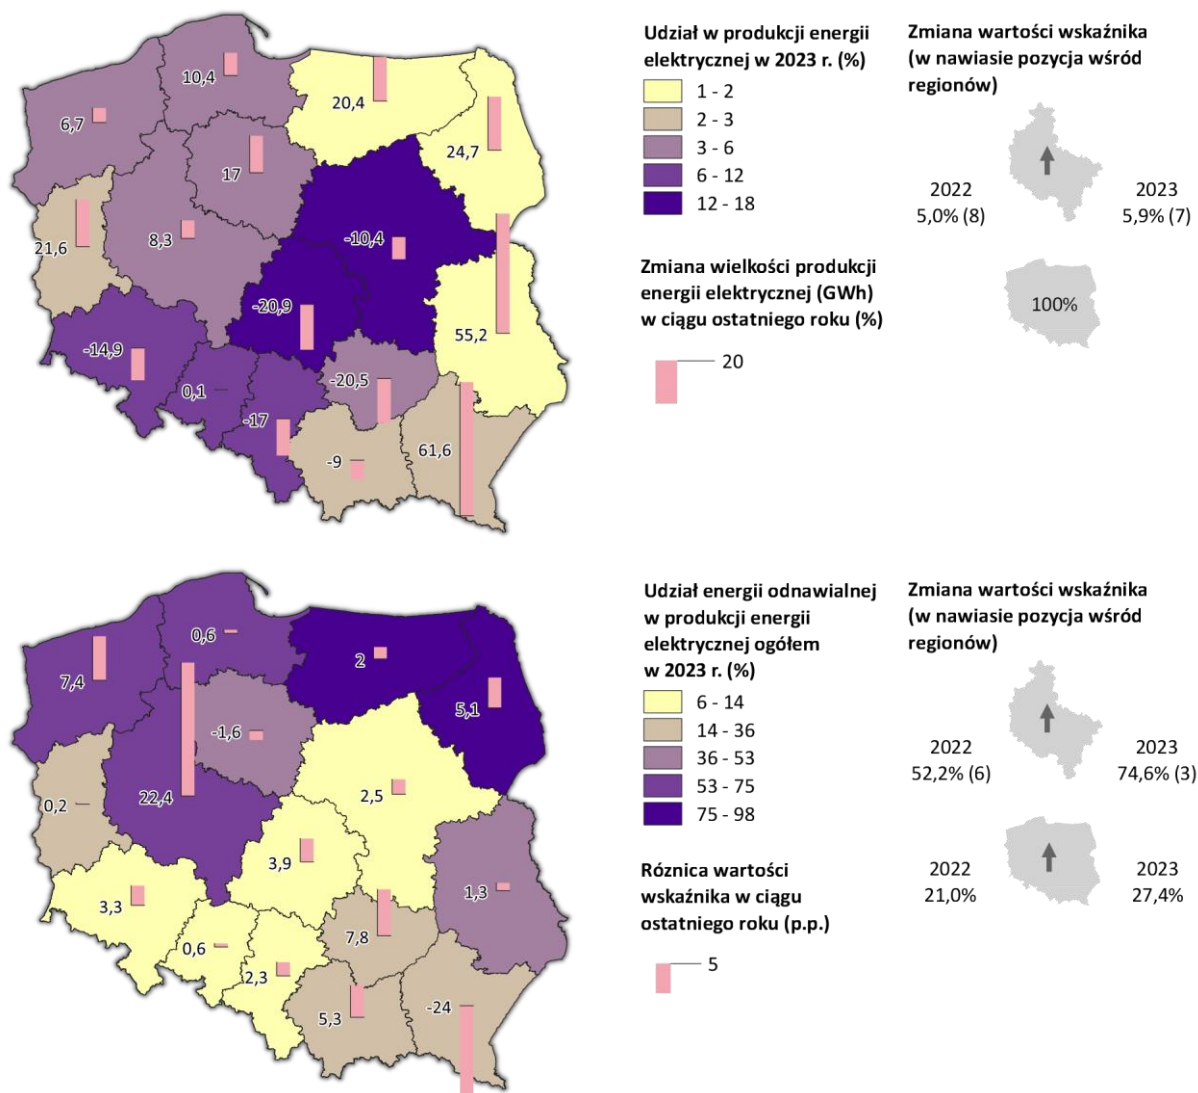 Udział w produkcji energii
elektrycznej w 2023 r. (%)
1 - 2
2 - 3
3 - 6
6 - 12
12 - 18
Zmiana wielkości produkcji
energii elektrycznej (GWh)
w ciągu ostatniego roku (%)
20
Zmiana wartości wskaźnika
(w nawiasie pozycja wśród
regionów)
2022
5,0% (8)
2023
5,9% (7)
100%
10,4
6,7
20,4
24,7
17
21,6
8,3
-10,4
-20,9
55,2
-14,9
0,1
-17
-20,5
-9
61,6
Udział energii odnawialnej
w produkcji energii
elektrycznej ogółem
w 2023 r. (%)
6 - 14
14 - 36
36 - 53
53 - 75
75 - 98
Róznica wartości
wskaźnika w ciągu
ostatniego roku (p.p.)
5
Zmiana wartości wskaźnika
(w nawiasie pozycja wśród
regionów)
2022
52,2% (6)
2023
74,6% (3)
2022
21,0%
2023
27,4%
0,6
7,4
2
5,1
-1,6
0,2
22,4
2,5
3,9
1,3
3,3
0,6
2,3
7,8
5,3
-24